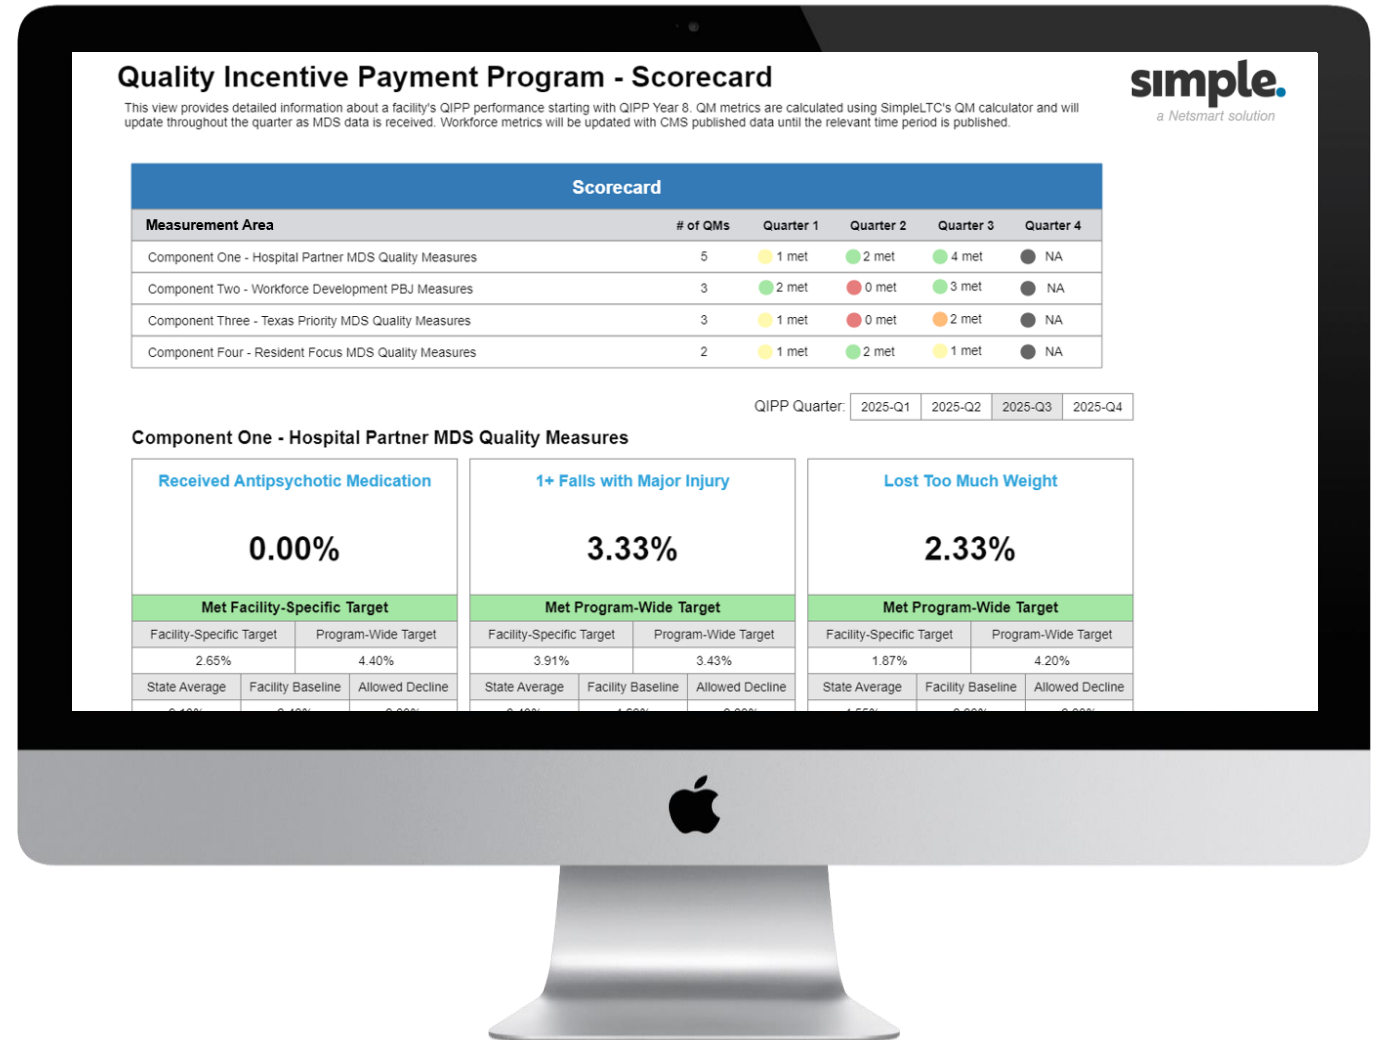 Quality Incentive Payment Program - Scorecard
simple.
a Netsmart solution
This view provides detailed information about a facility's QIPP performance starting with QIPP Year 8. QM metrics are calculated using SimpleLTC's QM calculator and will
update throughout the quarter as MDS data is received. Workforce metrics will be updated with CMS published data until the relevant time period is published.
Scorecard
Measurement Area # of QMs Quarter 1 Quarter 2 Quarter 3 Quarter 4
Component One - Hospital Partner MDS Quality Measures 5 1 met 2 met 4 met NA
Component Two - Workforce Development PBJ Measures 3 2 met 0 met 3 met NA
Component Three - Texas Priority MDS Quality Measures 3 1 met 0 met 2 met NA
Component Four - Resident Focus MDS Quality Measures 2 1 met 2 met 1 met NA
QIPP Quarter: 2025-Q1 2025-Q2 2025-Q3 2025-Q4
Component One - Hospital Partner MDS Quality Measures
Received Antipsychotic Medication 1+ Falls with Major Injury Lost Too Much Weight
0.00% 3.33% 2.33%
Met Facility-Specific Target Met Program-Wide Target Met Program-Wide Target
Facility-Specific Target Program-Wide Target Facility-Specific Target Program-Wide Target Facility-Specific Target Program-Wide Target
2.65% 4.40% 3.91% 3.43% 1.87% 4.20%
State Average Facility Baseline Allowed Decline State Average Facility Baseline Allowed Decline State Average Facility Baseline Allowed Decline